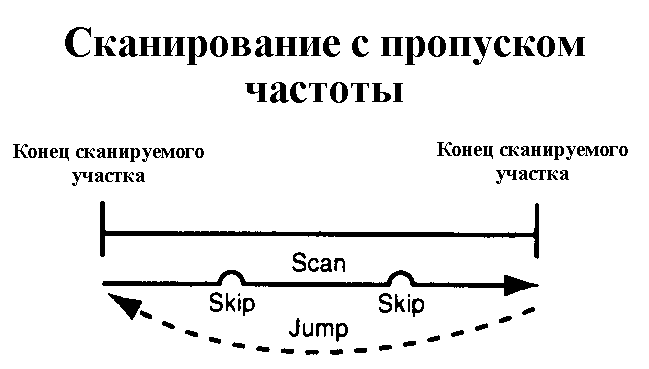 Сканирование с пропуском
частоты
Конец сканируемого
участка
Конец сканируемого
участка
Scan
Skip
Skip
Jump